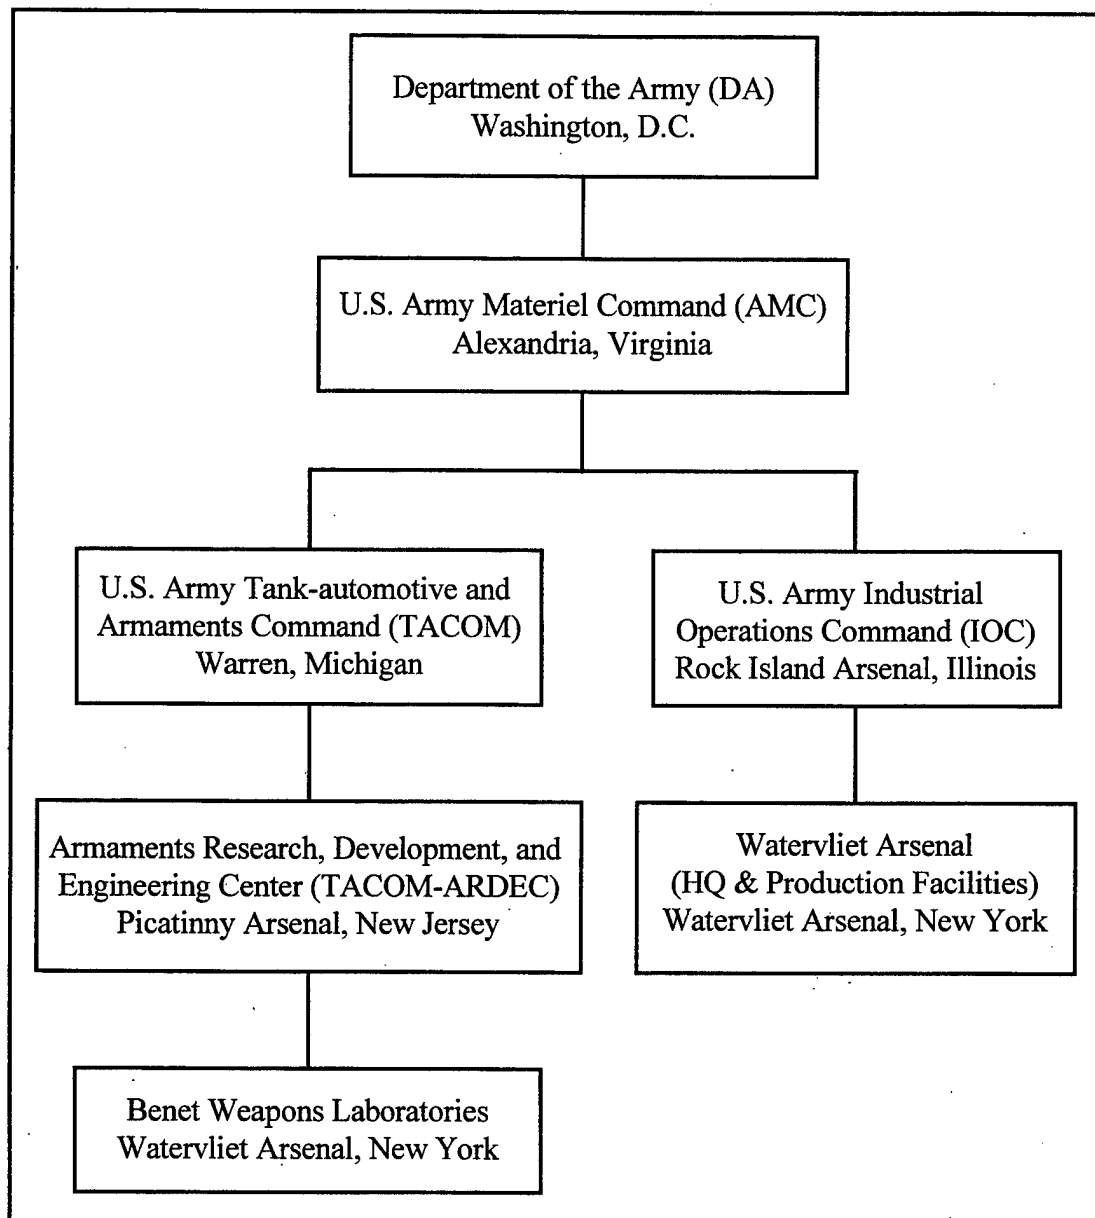 Department of the Army (DA)
Washington, D.C.
U.S. Army Materiel Command (AMC)
Alexandria, Virginia
U.S. Army Tank-automotive and
Armaments Command (TACOM)
Warren, Michigan
U.S. Army Industrial
Operations Command (IOC)
Rock Island Arsenal, Illinois
Armaments Research, Development, and
Engineering Center (TACOM-ARDEC)
Picatinny Arsenal, New Jersey
Watervliet Arsenal
(HQ & Production Facilities)
Watervliet Arsenal, New York
Benet Weapons Laboratories
Watervliet Arsenal, New York